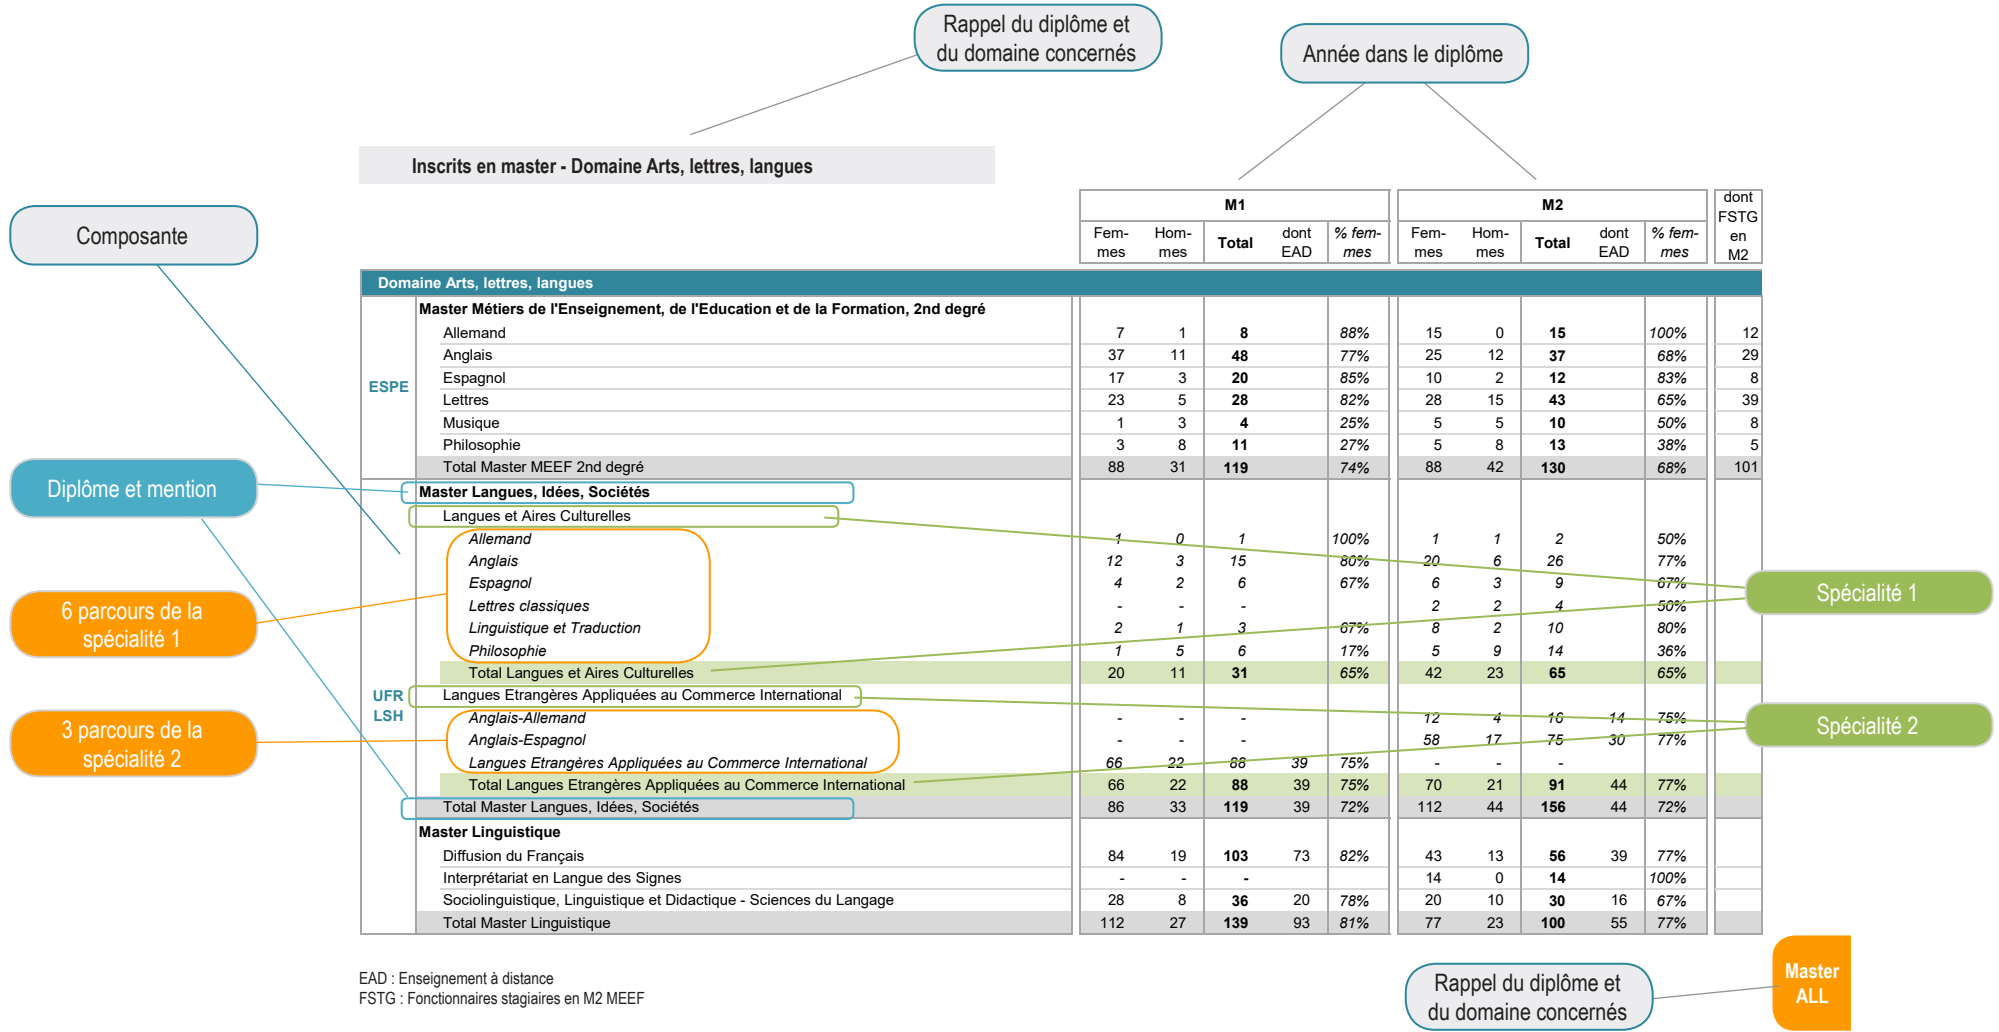 Rappel du diplôme et
du domaine concernés
Année dans le diplôme
Inscrits en master - Domaine Arts, lettres, langues
Composante
M1 M2 dont FSTG en M2
Fem-mes Hom-mes Total dont EAD % fem-mes Fem-mes Hom-mes Total dont EAD % fem-mes
Domaine Arts, lettres, langues
Master Métiers de l'Enseignement, de l'Education et de la Formation, 2nd degré
Allemand 7 1 8 88% 15 0 15 100% 12
Anglais 37 11 48 77% 25 12 37 68% 29
ESPE
Espagnol 17 3 20 85% 10 2 12 83% 8
Lettres 23 5 28 82% 28 15 43 65% 39
Musique 1 3 4 25% 5 5 10 50% 8
Philosophie 3 8 11 27% 5 8 13 38% 5
Total Master MEEF 2nd degré 88 31 119 74% 88 42 130 68% 101
Diplôme et mention
Master Langues, Idées, Sociétés
Langues et Aires Culturelles
Allemand 1 0 1 100% 1 1 2 50%
Anglais 12 3 15 80% 20 6 26 77%
Espagnol 4 2 6 67% 6 3 9 67%
Lettres classiques - - - 2 2 4 50%
Linguistique et Traduction 2 1 3 67% 8 2 10 80%
Philosophie 1 5 6 17% 5 9 14 36%
Total Langues et Aires Culturelles 20 11 31 65% 42 23 65 65%
6 parcours de la
spécialité 1
Spécialité 1
UFR
LSH
Langues Etrangères Appliquées au Commerce International
Anglais-Allemand - - - 12 4 16 14 75%
Anglais-Espagnol - - - 58 17 75 30 77%
Langues Etrangères Appliquées au Commerce International 66 22 88 39 75% - - -
Total Langues Etrangères Appliquées au Commerce International 66 22 88 39 75% 70 21 91 44 77%
3 parcours de la
spécialité 2
Spécialité 2
Total Master Langues, Idées, Sociétés 86 33 119 39 72% 112 44 156 44 72%
Master Linguistique
Diffusion du Français 84 19 103 73 82% 43 13 56 39 77%
Interprétariat en Langue des Signes - - - 14 0 14 100%
Sociolinguistique, Linguistique et Didactique - Sciences du Langage 28 8 36 20 78% 20 10 30 16 67%
Total Master Linguistique 112 27 139 93 81% 77 23 100 55 77%
EAD : Enseignement à distance
FSTG : Fonctionnaires stagiaires en M2 MEEF
Rappel du diplôme et
du domaine concernés
Master
ALL